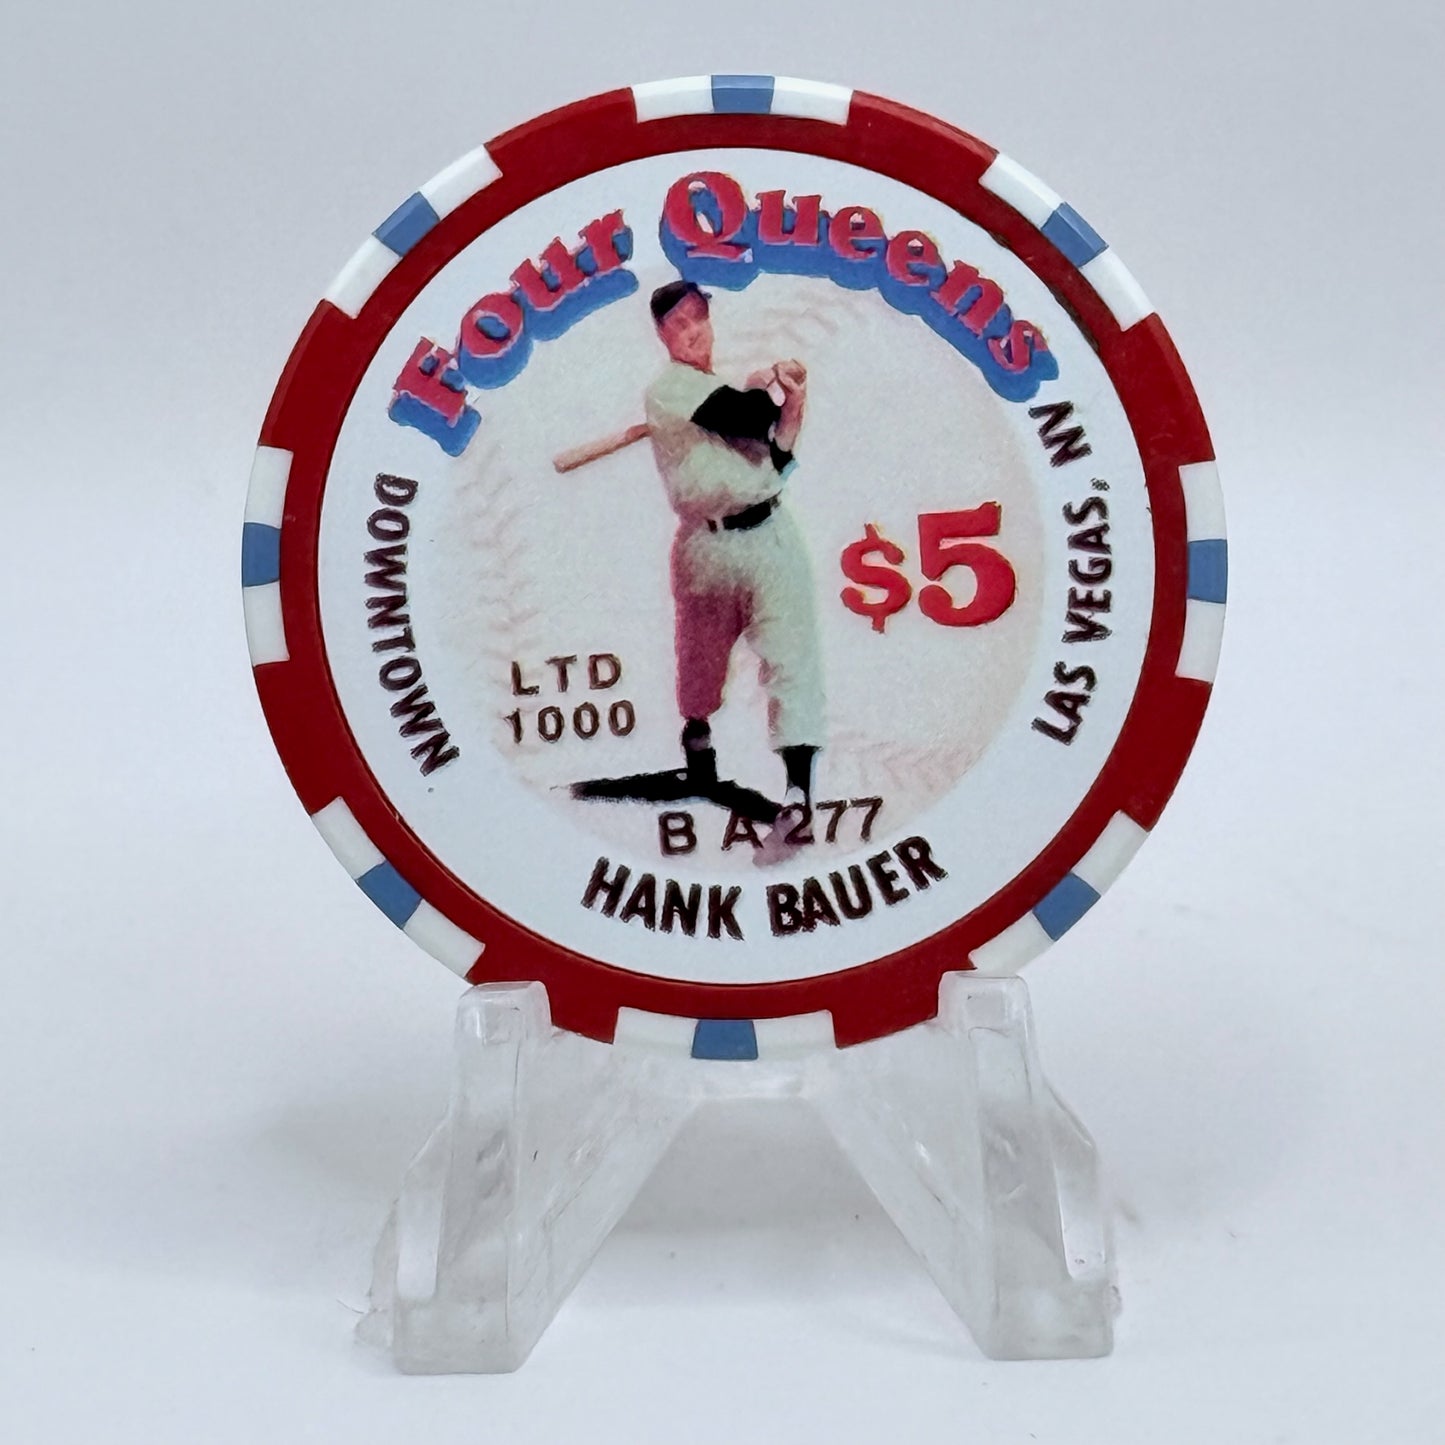 Four Queens
DOWNTOWN
LAS VEGAS, NV
$5
LTD
1000
B A 277
HANK BAUER